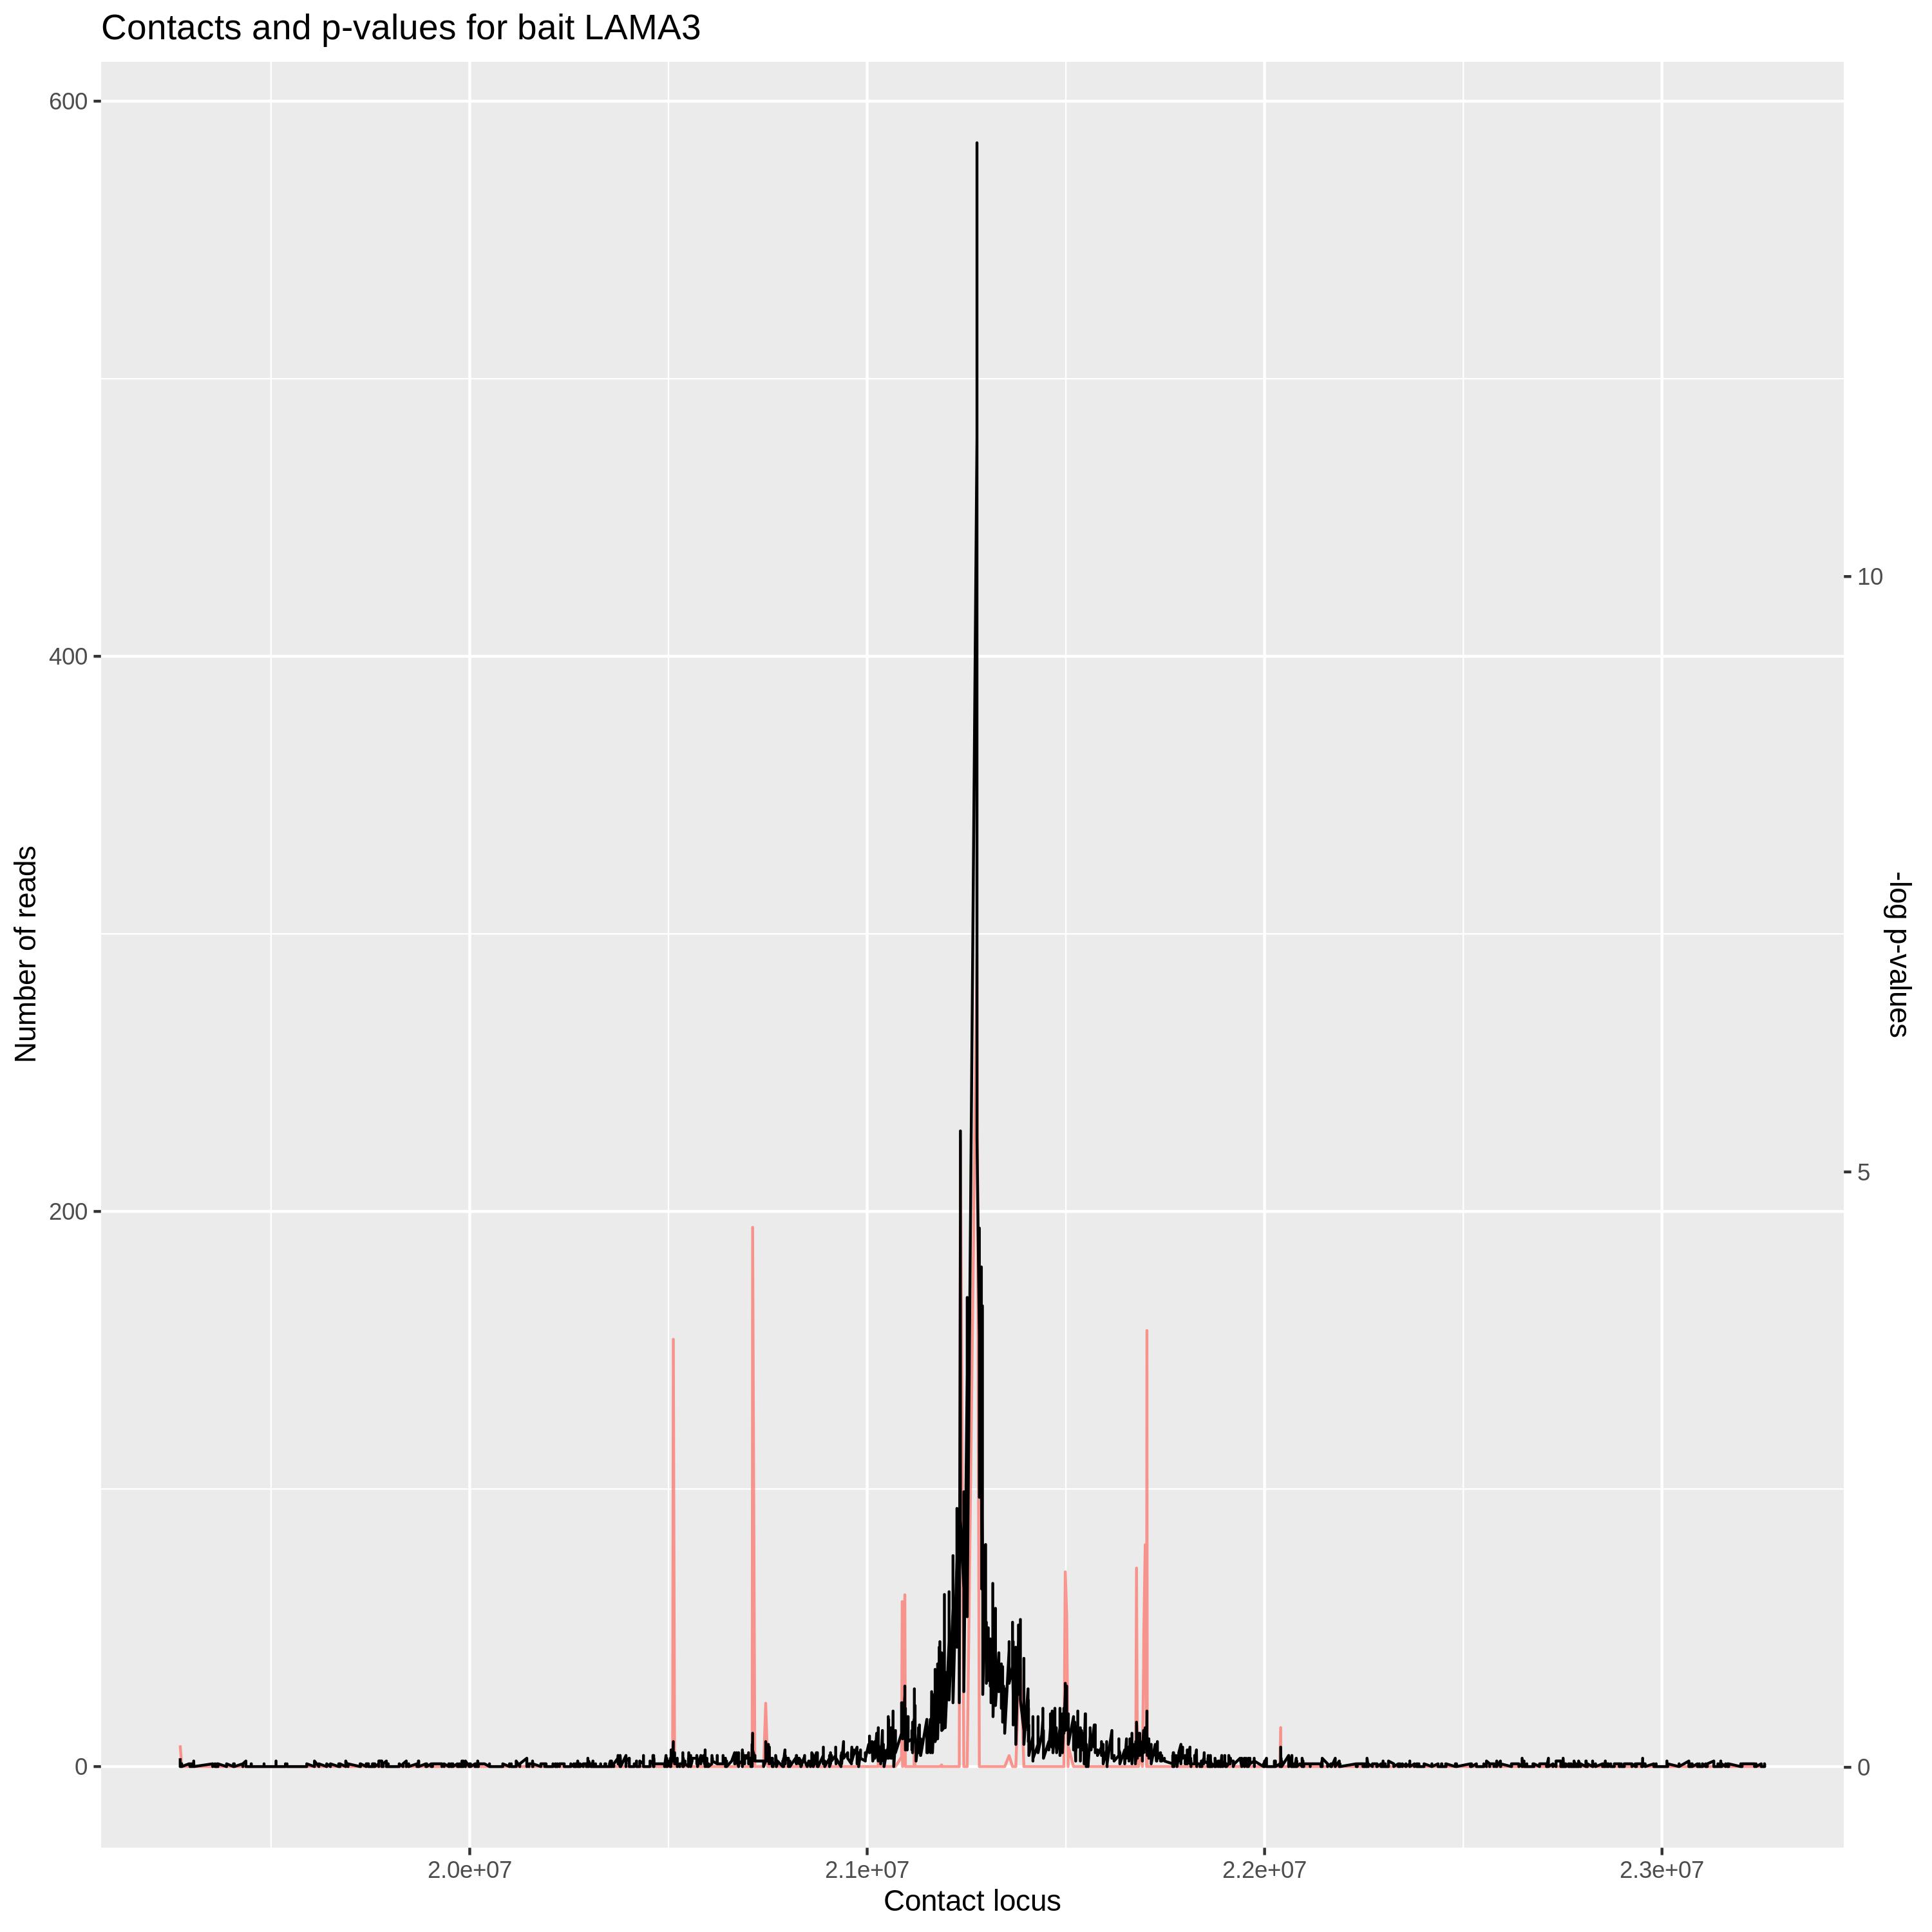 Contacts and p-values for bait LAMA3
600
400
200
0
Number of reads
10
5
0
-log p-values
2.0e+07
2.1e+07
2.2e+07
2.3e+07
Contact locus